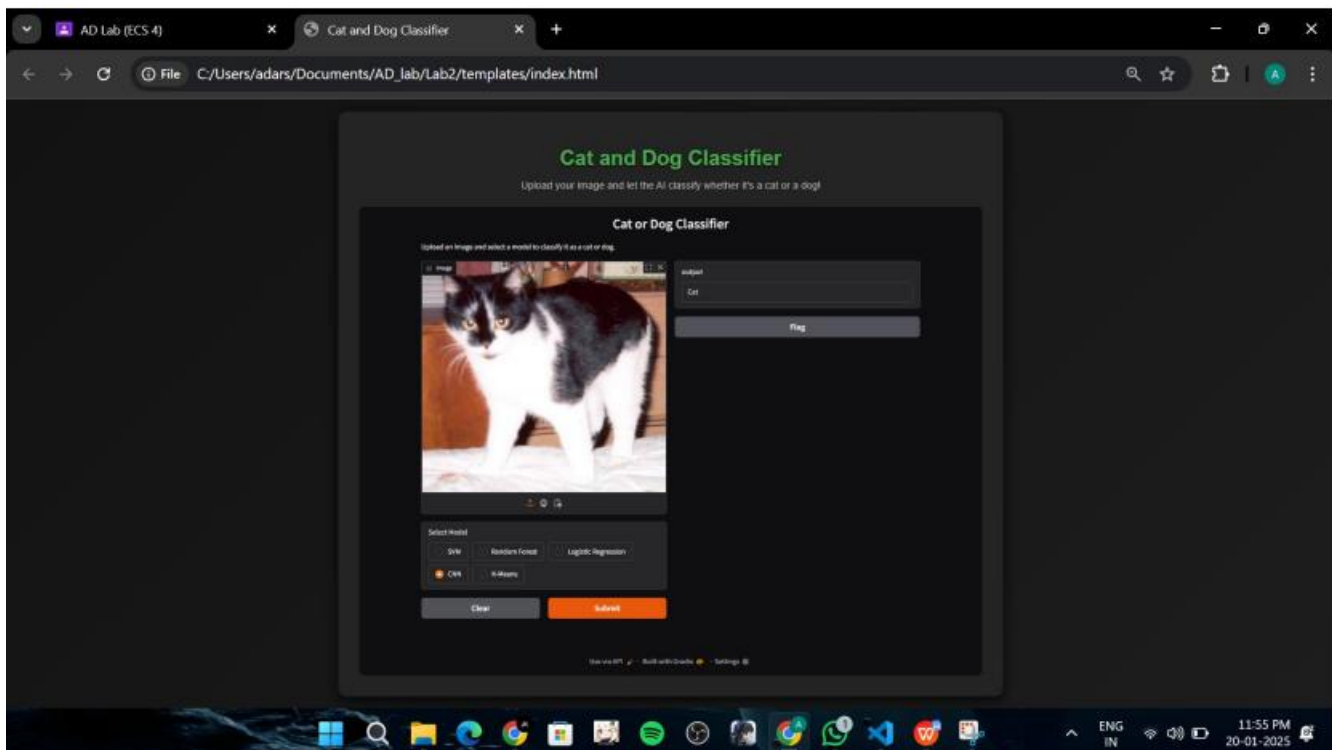 AD Lab (ECS 4)
Cat and Dog Classifier
File
C:/Users/adars/Documents/AD_lab/Lab2/templates/index.html
A
Cat and Dog Classifier
Upload your image and let the AI classify whether it's a cat or a dog!
Cat or Dog Classifier
Upload an image and select a model to classify it as a cat or dog.
Image
output
Cat
Flag
Select Model
SVM
Random Forest
Logistic Regression
CNN
K-Means
Clear
Submit
Use via API · Built with Gradio · Settings
ENG
IN
11:55 PM
20-01-2025